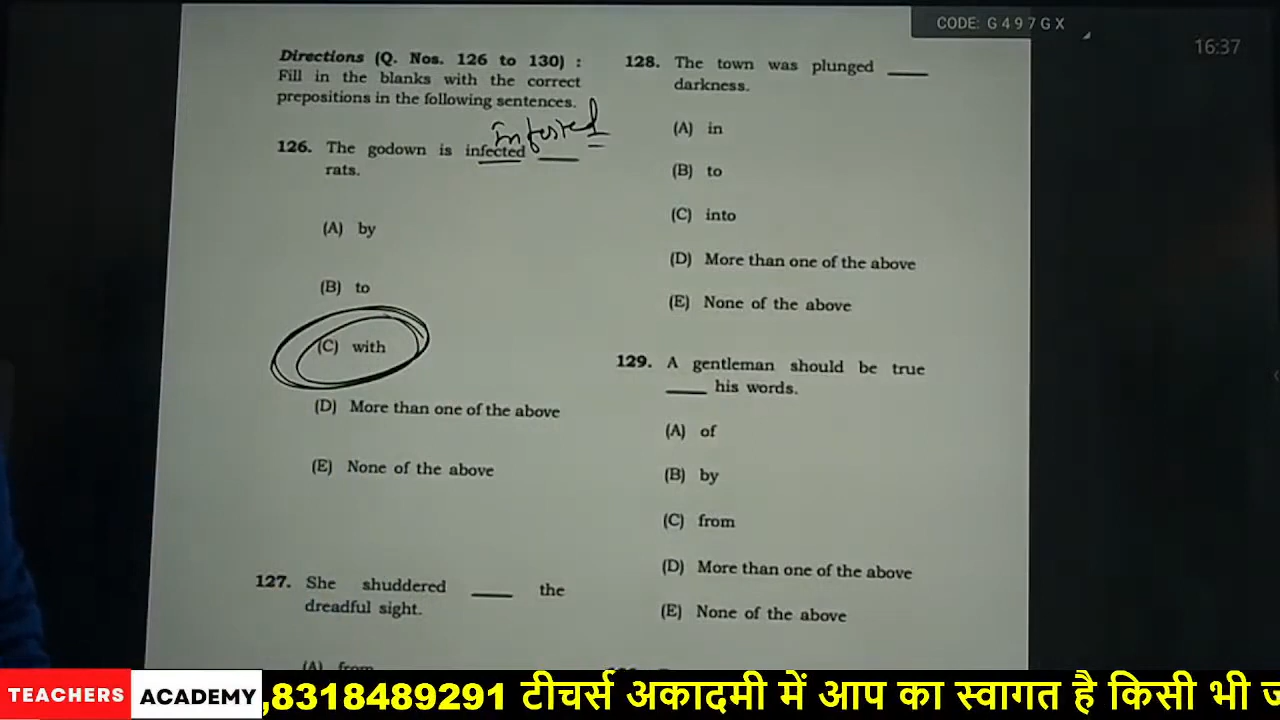 CODE: G 4 9 7 G X
16:37
Directions (Q. Nos. 126 to 130) :
Fill in the blanks with the correct
prepositions in the following sentences.
infested
126. The godown is infected ____
rats.
(A) by
(B) to
(C) with
(D) More than one of the above
(E) None of the above
127. She shuddered ____ the
dreadful sight.
(A) from
128. The town was plunged ____
darkness.
(A) in
(B) to
(C) into
(D) More than one of the above
(E) None of the above
129. A gentleman should be true
____ his words.
(A) of
(B) by
(C) from
(D) More than one of the above
(E) None of the above
TEACHERS ACADEMY ,8318489291 टीचर्स अकादमी में आप का स्वागत है किसी भी